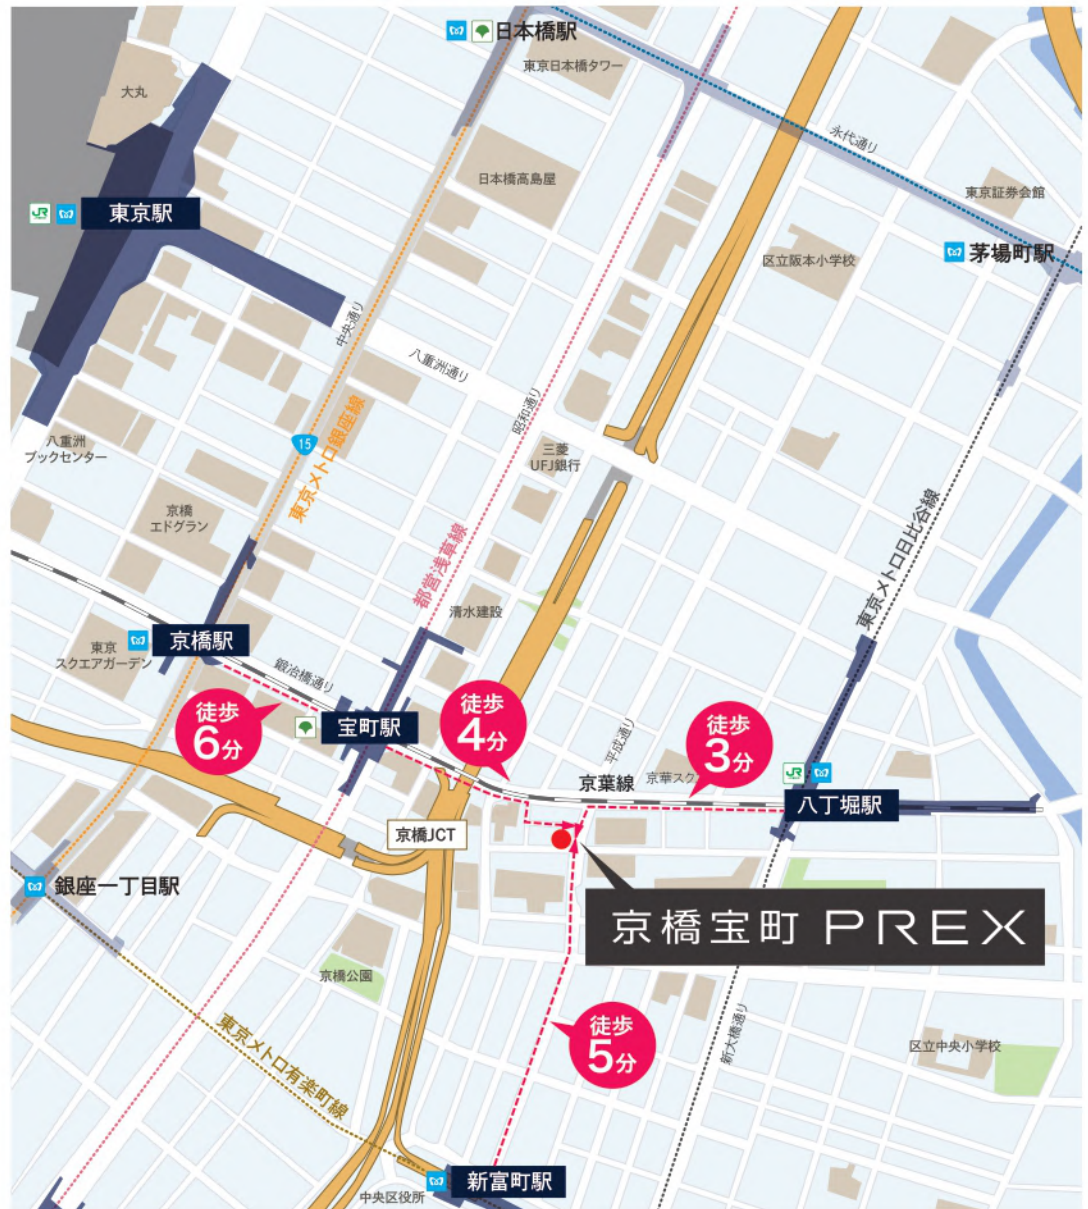 日本橋駅
東京日本橋タワー
大丸
永代通り
日本橋高島屋
東京証券会館
JR
東京駅
区立阪本小学校
茅場町駅
中央通り
八重洲通り
昭和通り
15
東京メトロ銀座線
八重洲
ブックセンター
三菱
UFJ銀行
京橋
エドグラン
東京メトロ日比谷線
都営浅草線
清水建設
京橋駅
東京
スクエアガーデン
鍛冶橋通り
徒歩
6分
宝町駅
徒歩
4分
平成通り
徒歩
3分
京葉線
京華スク
JR
八丁堀駅
京橋JCT
銀座一丁目駅
京橋宝町 PREX
京橋公園
新大橋通り
徒歩
5分
区立中央小学校
東京メトロ有楽町線
新富町駅
中央区役所